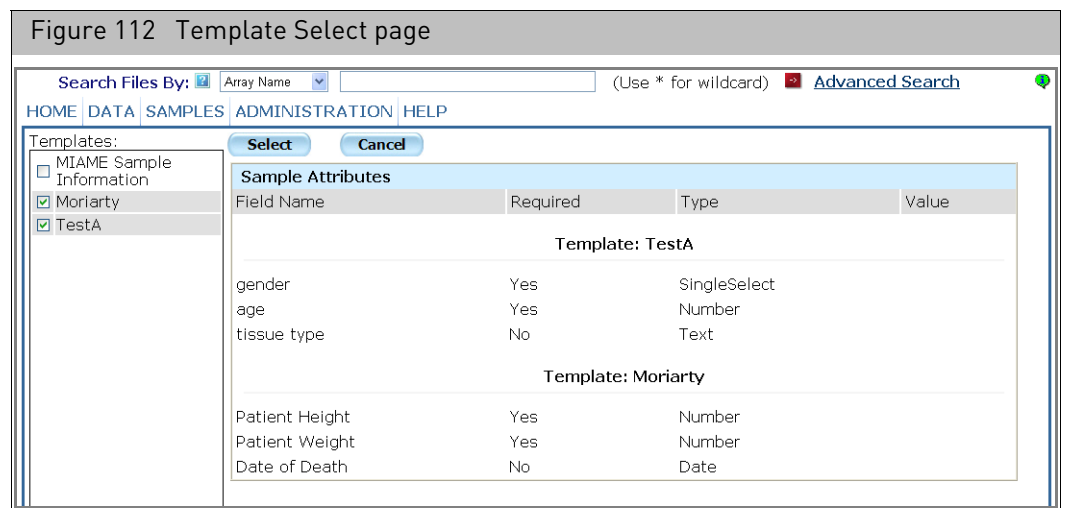 Figure 112 Template Select page
Search Files By: ? Array Name (Use * for wildcard) Advanced Search
HOME DATA SAMPLES ADMINISTRATION HELP
Templates:
MIAME Sample
Information
Moriarty
TestA
Select Cancel
Sample Attributes
Field Name Required Type Value
Template: TestA
gender Yes SingleSelect
age Yes Number
tissue type No Text
Template: Moriarty
Patient Height Yes Number
Patient Weight Yes Number
Date of Death No Date